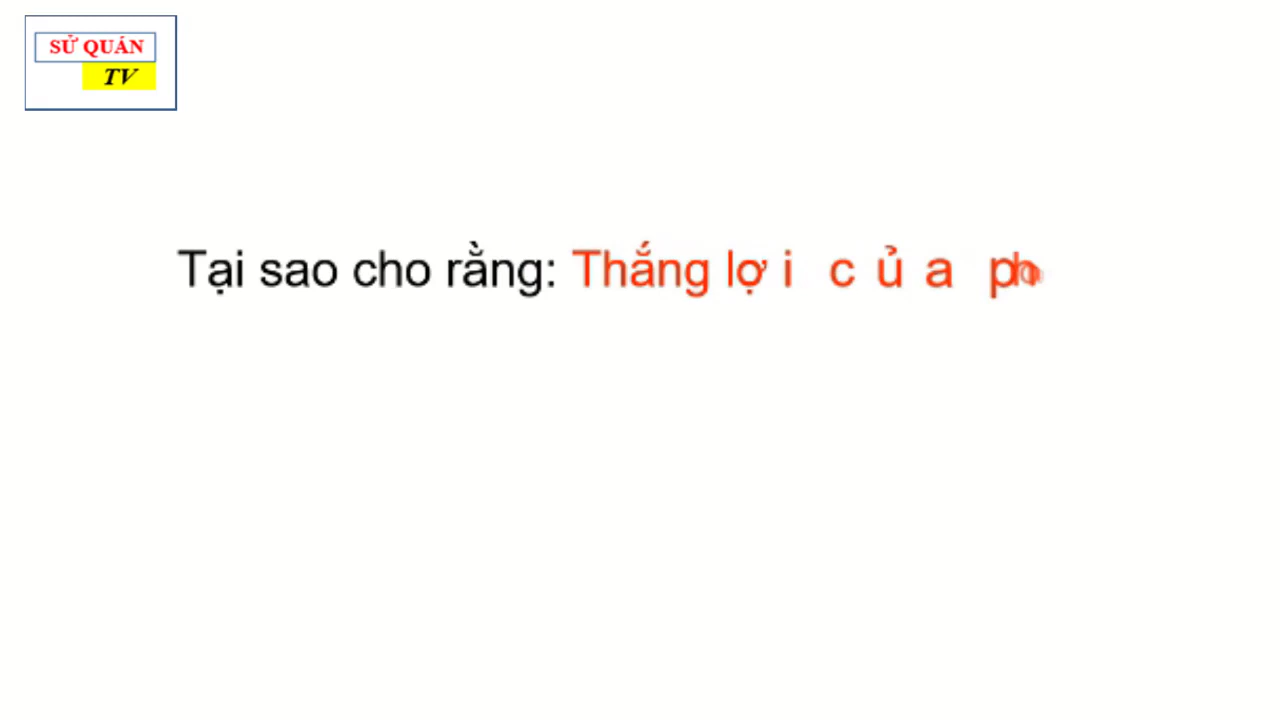 SỬ QUÁN
TV
Tại sao cho rằng: Thắng lợi của